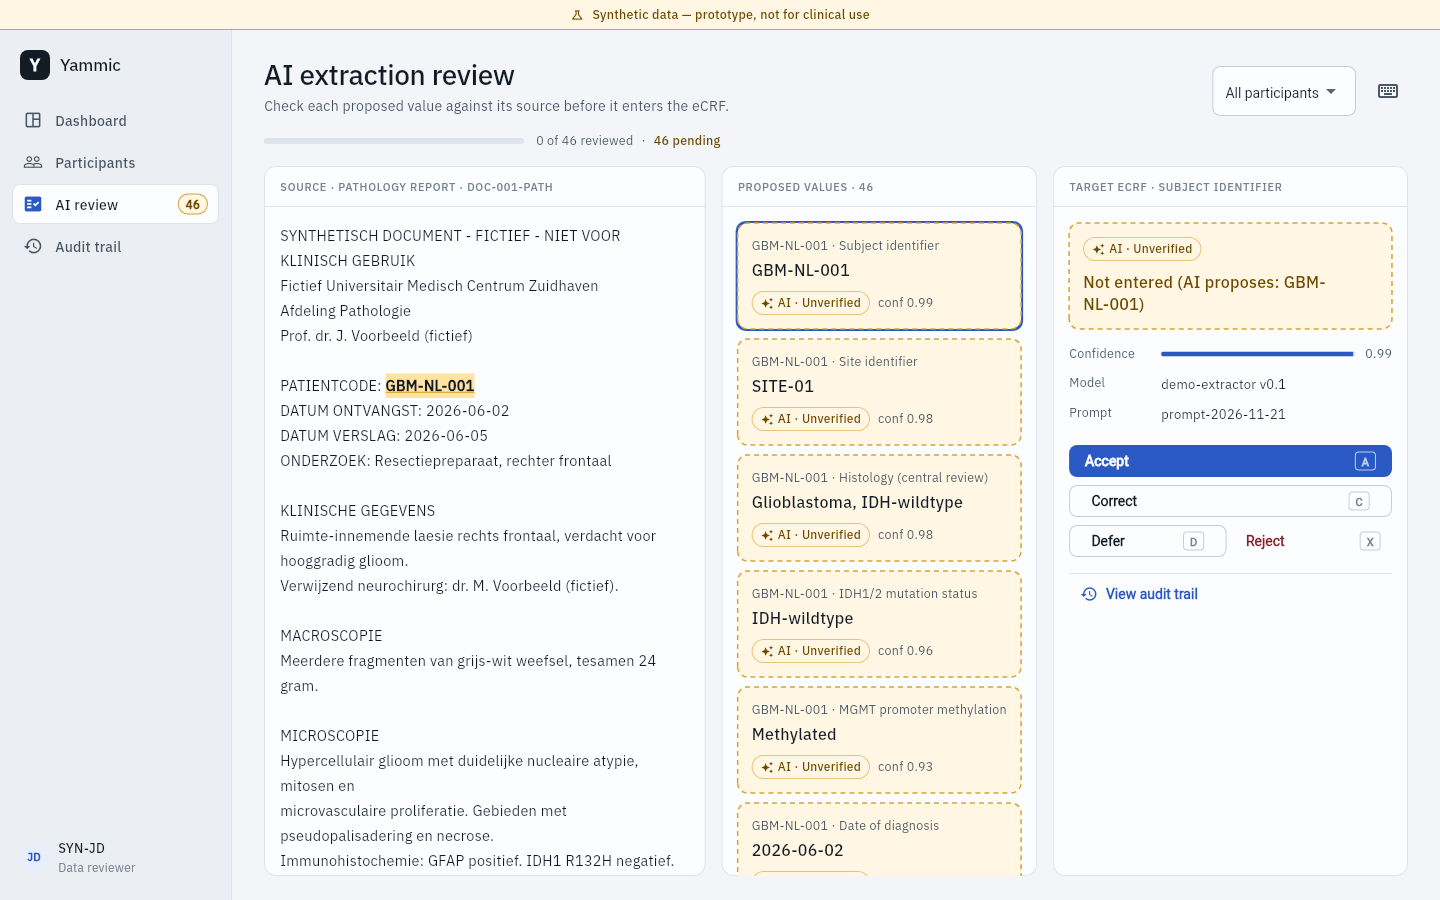 Synthetic data — prototype, not for clinical use
Y Yammic
Dashboard
Participants
AI review 46
Audit trail
JD SYN-JD
Data reviewer
AI extraction review
Check each proposed value against its source before it enters the eCRF.
0 of 46 reviewed · 46 pending
All participants
SOURCE · PATHOLOGY REPORT · DOC-001-PATH
SYNTHETISCH DOCUMENT - FICTIEF - NIET VOOR
KLINISCH GEBRUIK
Fictief Universitair Medisch Centrum Zuidhaven
Afdeling Pathologie
Prof. dr. J. Voorbeeld (fictief)
PATIENTCODE: GBM-NL-001
DATUM ONTVANGST: 2026-06-02
DATUM VERSLAG: 2026-06-05
ONDERZOEK: Resectiepreparaat, rechter frontaal
KLINISCHE GEGEVENS
Ruimte-innemende laesie rechts frontaal, verdacht voor
hooggradig glioom.
Verwijzend neurochirurg: dr. M. Voorbeeld (fictief).
MACROSCOPIE
Meerdere fragmenten van grijs-wit weefsel, tesamen 24
gram.
MICROSCOPIE
Hypercellulair glioom met duidelijke nucleaire atypie,
mitosen en
microvasculaire proliferatie. Gebieden met
pseudopalisadering en necrose.
Immunohistochemie: GFAP positief. IDH1 R132H negatief.
PROPOSED VALUES · 46
GBM-NL-001 · Subject identifier
GBM-NL-001
AI · Unverified conf 0.99
GBM-NL-001 · Site identifier
SITE-01
AI · Unverified conf 0.98
GBM-NL-001 · Histology (central review)
Glioblastoma, IDH-wildtype
AI · Unverified conf 0.98
GBM-NL-001 · IDH1/2 mutation status
IDH-wildtype
AI · Unverified conf 0.96
GBM-NL-001 · MGMT promoter methylation
Methylated
AI · Unverified conf 0.93
GBM-NL-001 · Date of diagnosis
2026-06-02
TARGET ECRF · SUBJECT IDENTIFIER
AI · Unverified
Not entered (AI proposes: GBM-
NL-001)
Confidence 0.99
Model demo-extractor v0.1
Prompt prompt-2026-11-21
Accept A
Correct C
Defer D Reject X
View audit trail